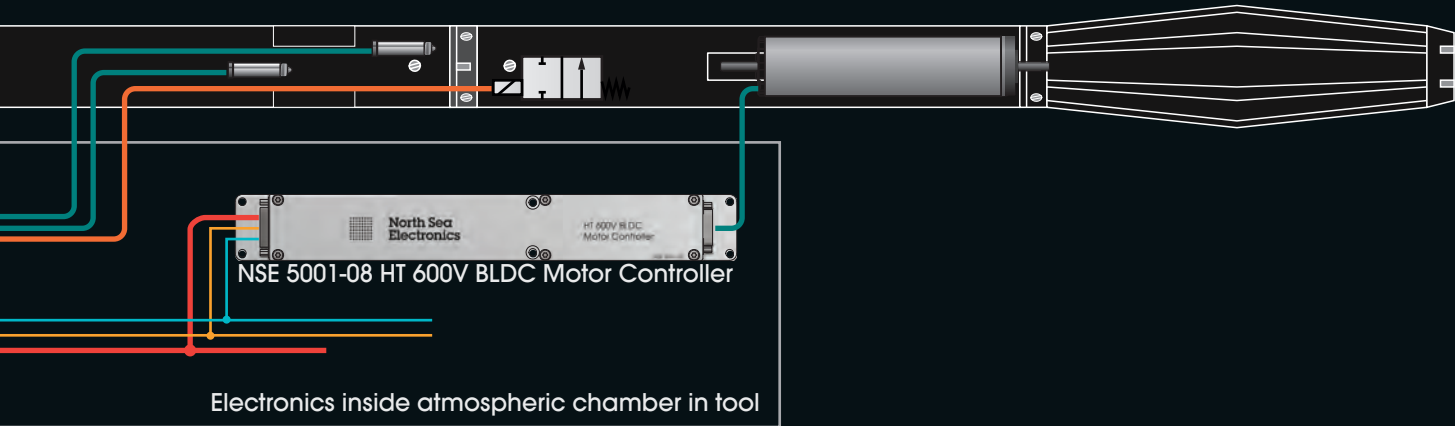 North Sea
Electronics
HT 600V BLDC
Motor Controller
NSE 5001-08 HT 600V BLDC Motor Controller
Electronics inside atmospheric chamber in tool